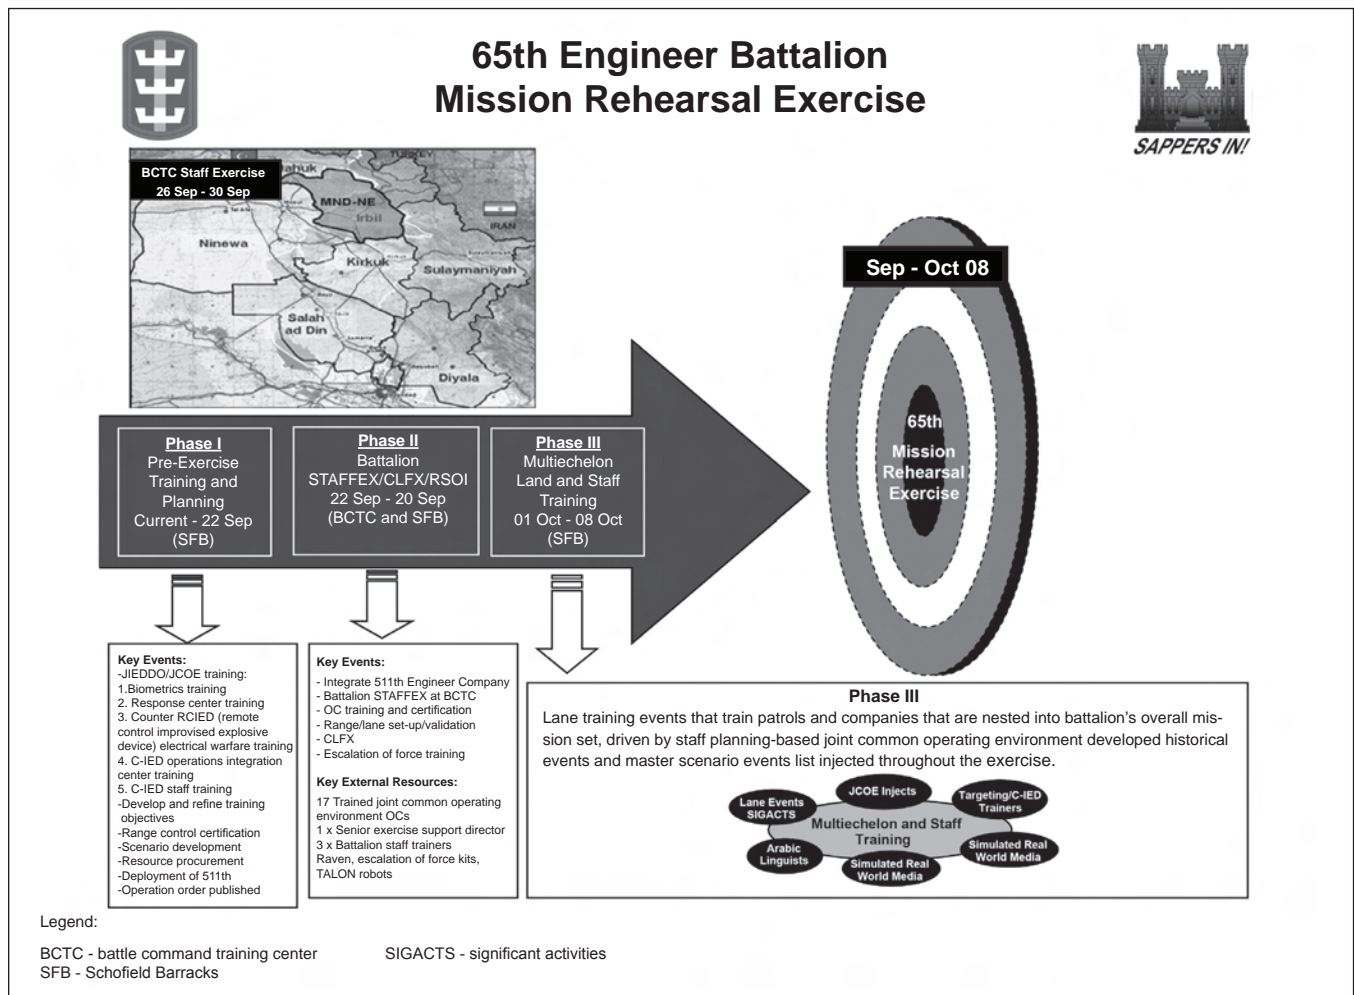 65th Engineer Battalion
Mission Rehearsal Exercise
SAPPERS IN!
BCTC Staff Exercise
26 Sep - 30 Sep
TURKEY
MND-NE
Irbil
IRAN
Ninewa
Kirkuk
Sulaymaniyah
Salah
ad Din
Diyala
Sep - Oct 08
65th
Mission
Rehearsal
Exercise
Phase I
Pre-Exercise
Training and
Planning
Current - 22 Sep
(SFB)
Phase II
Battalion
STAFFEX/CLFX/RSOI
22 Sep - 20 Sep
(BCTC and SFB)
Phase III
Multiechelon
Land and Staff
Training
01 Oct - 08 Oct
(SFB)
Key Events:
-JIEDDO/JCOE training:
1.Biometrics training
2. Response center training
3. Counter RCIED (remote
control improvised explosive
device) electrical warfare training
4. C-IED operations integration
center training
5. C-IED staff training
-Develop and refine training
objectives
-Range control certification
-Scenario development
-Resource procurement
-Deployment of 511th
-Operation order published
Key Events:
- Integrate 511th Engineer Company
- Battalion STAFFEX at BCTC
- OC training and certification
- Range/lane set-up/validation
- CLFX
- Escalation of force training
Key External Resources:
17 Trained joint common operating
environment OCs
1 x Senior exercise support director
3 x Battalion staff trainers
Raven, escalation of force kits,
TALON robots
Phase III
Lane training events that train patrols and companies that are nested into battalion's overall mis-
sion set, driven by staff planning-based joint common operating environment developed historical
events and master scenario events list injected throughout the exercise.
JCOE Injects
Lane Events
SIGACTS
Targeting/C-IED
Trainers
Multiechelon and Staff
Training
Arabic
Linguists
Simulated Real
World Media
Simulated Real
World Media
Legend:
BCTC - battle command training center
SIGACTS - significant activities
SFB - Schofield Barracks